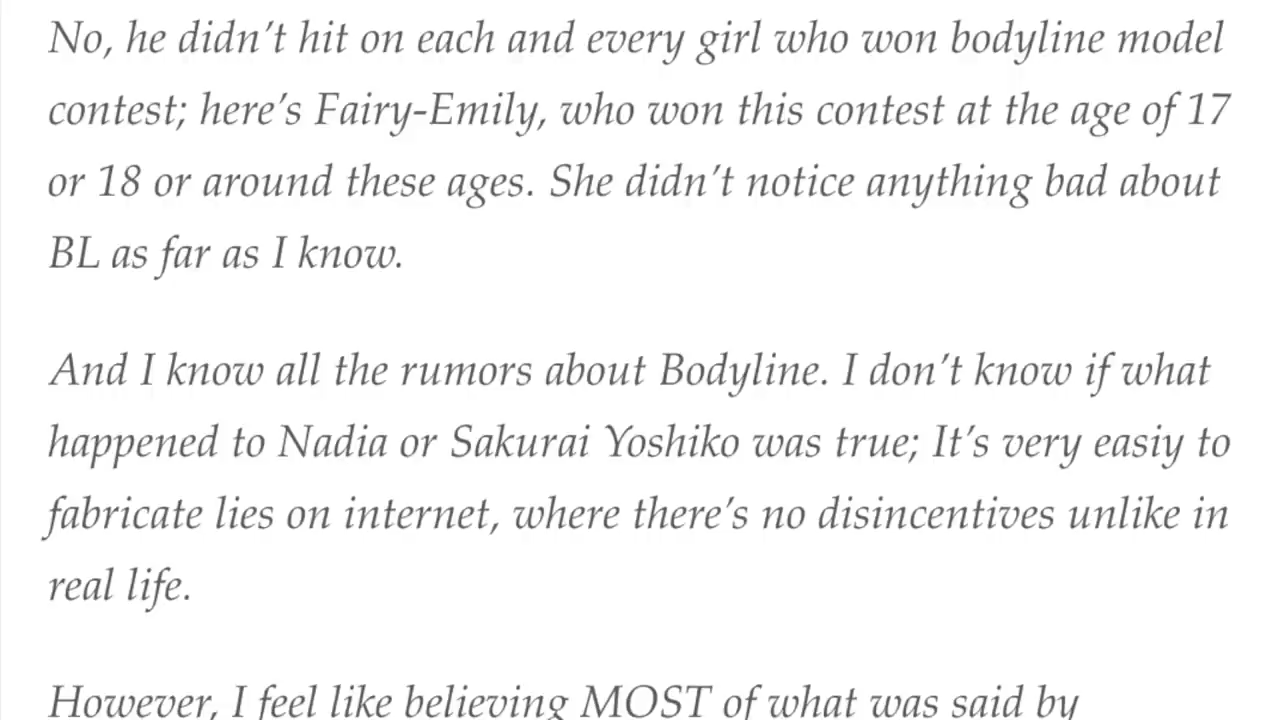 No, he didn’t hit on each and every girl who won bodyline model
contest; here’s Fairy-Emily, who won this contest at the age of 17
or 18 or around these ages. She didn’t notice anything bad about
BL as far as I know.
And I know all the rumors about Bodyline. I don’t know if what
happened to Nadia or Sakurai Yoshiko was true; It’s very easiy to
fabricate lies on internet, where there’s no disincentives unlike in
real life.
However, I feel like believing MOST of what was said by